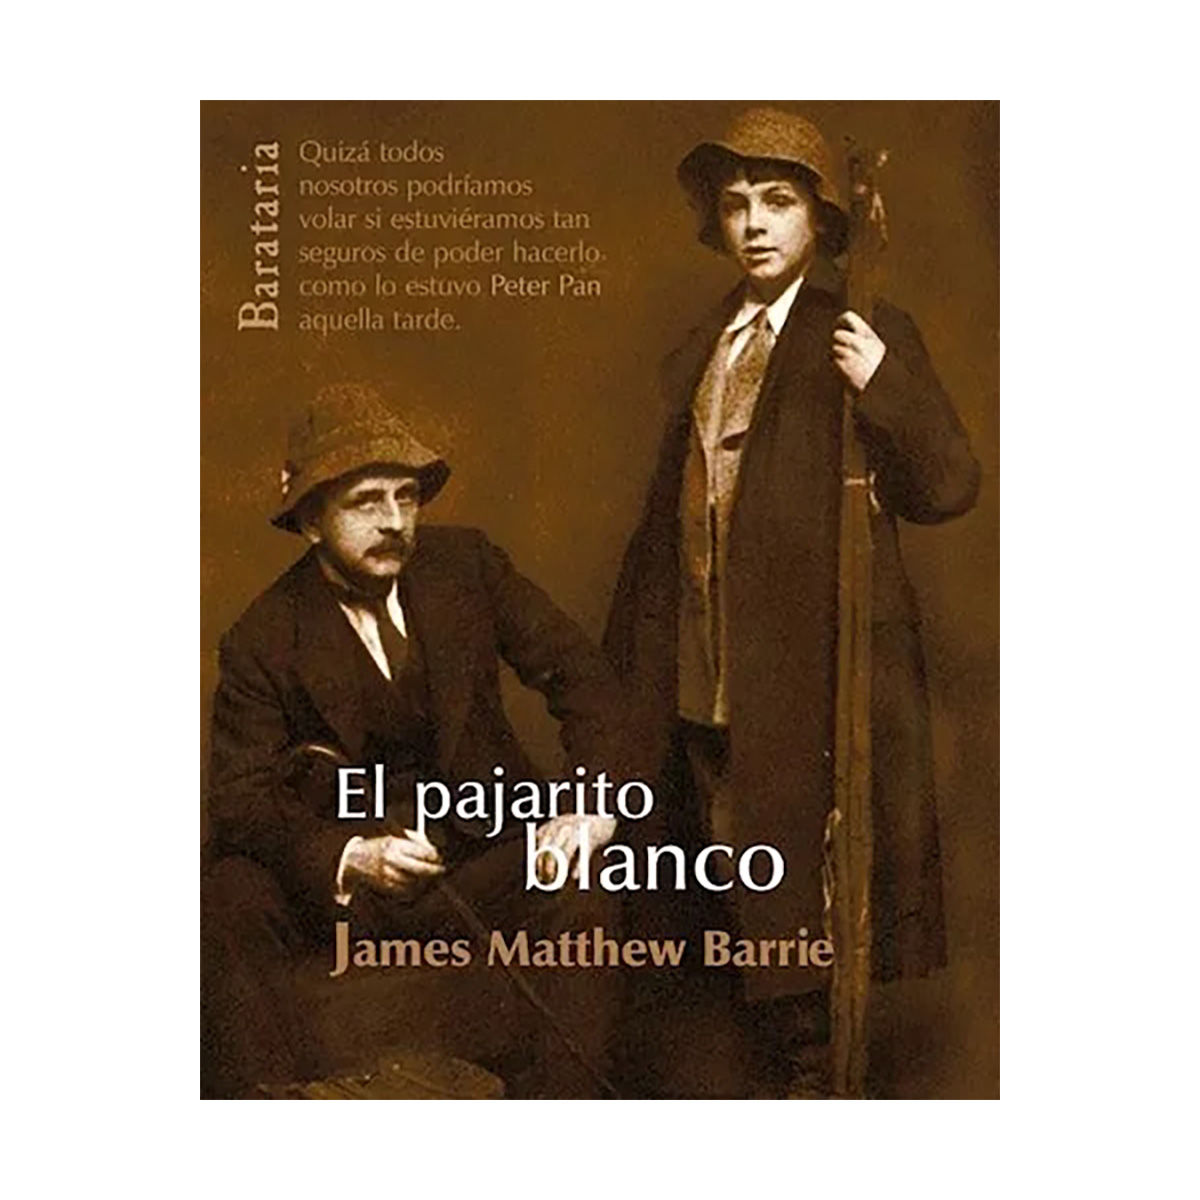 Barataria
Quizá todos
nosotros podríamos
volar si estuviéramos tan
seguros de poder hacerlo
como lo estuvo Peter Pan
aquella tarde.
El pajarito
blanco
James Matthew Barrie